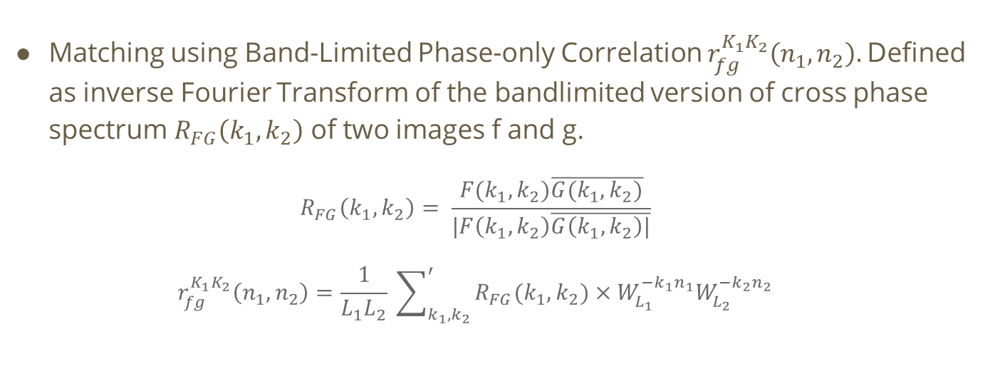 ● Matching using Band-Limited Phase-only Correlation $r_{fg}^{K_1K_2}(n_1,n_2)$. Defined
as inverse Fourier Transform of the bandlimited version of cross phase
spectrum $R_{FG}(k_1,k_2)$ of two images f and g.
$R_{FG}(k_1,k_2) = \frac{F(k_1,k_2)\overline{G(k_1,k_2)}}{|F(k_1,k_2)\overline{G(k_1,k_2)}|}$
$r_{fg}^{K_1K_2}(n_1,n_2) = \frac{1}{L_1L_2} \sum'_{k_1,k_2} R_{FG}(k_1,k_2) \times W_{L_1}^{-k_1n_1} W_{L_2}^{-k_2n_2}$